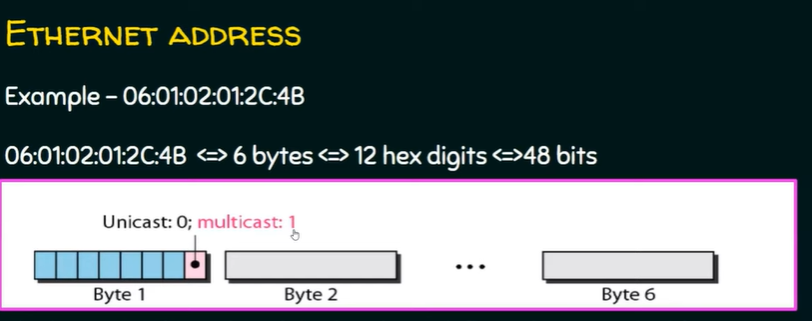 ETHERNET ADDRESS
Example - 06:01:02:01:2C:4B
06:01:02:01:2C:4B <=> 6 bytes <=> 12 hex digits <=>48 bits
Unicast: 0; multicast: 1
Byte 1 Byte 2 ... Byte 6